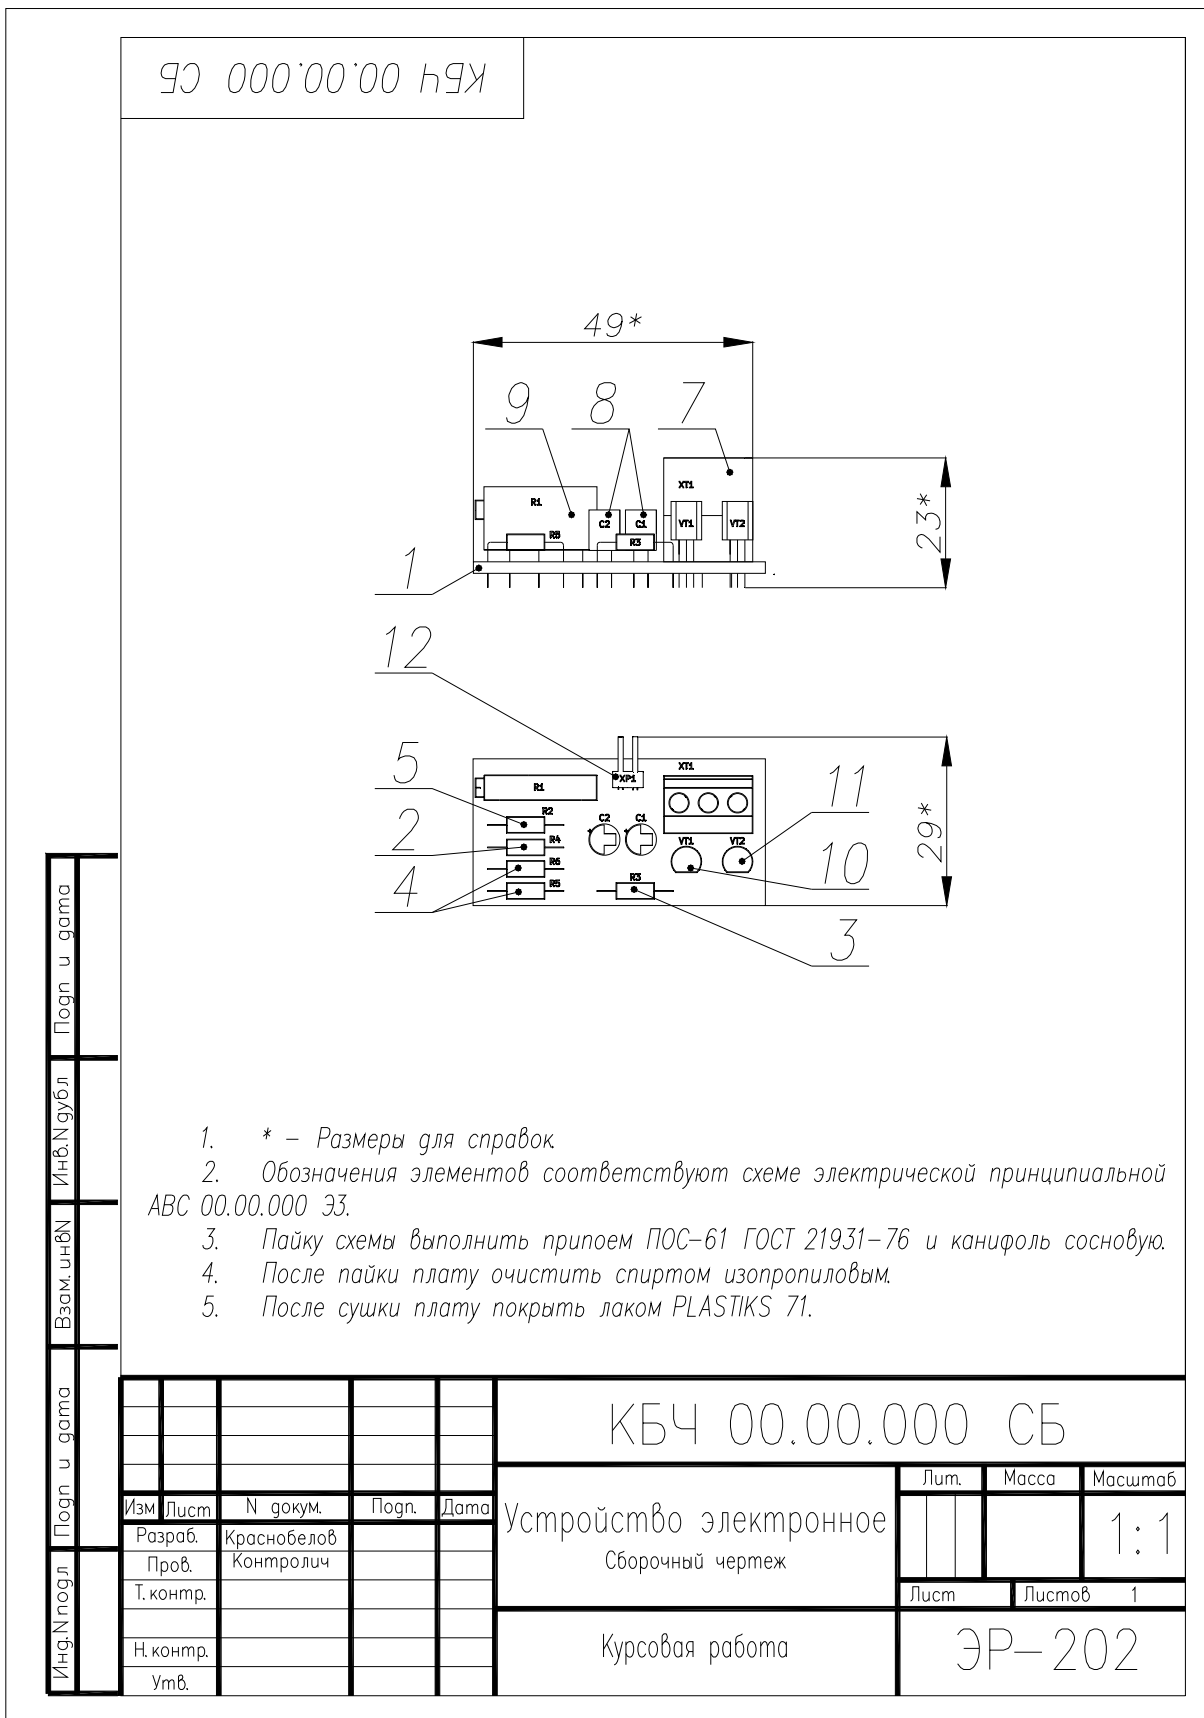 КБЧ 00.00.000 СБ
49*
9
8
7
XT1
R1
C2
C1
VT1
VT2
R5
R3
23*
1
12
5
2
4
XP1
XT1
R1
R2
C2
C1
R4
VT1
VT2
R6
R5
R3
11
10
3
29*
1. * – Размеры для справок.
2. Обозначения элементов соответствуют схеме электрической принципиальной
АВС 00.00.000 Э3.
3. Пайку схемы выполнить припоем ПОС-61 ГОСТ 21931-76 и канифоль сосновую.
4. После пайки плату очистить спиртом изопропиловым.
5. После сушки плату покрыть лаком PLASTIKS 71.
Подп и дата
Инв.N дубл
Взам. инвN
Подп и дата
Инд.N подл
КБЧ 00.00.000 СБ
Изм Лист N докум. Подп. Дата
Разраб. Краснобелов
Пров. Контролич
Т. контр.
Н. контр.
Утв.
Устройство электронное
Сборочный чертеж
Лит. Масса Масштаб
1:1
Лист Листов 1
Курсовая работа
ЭР-202